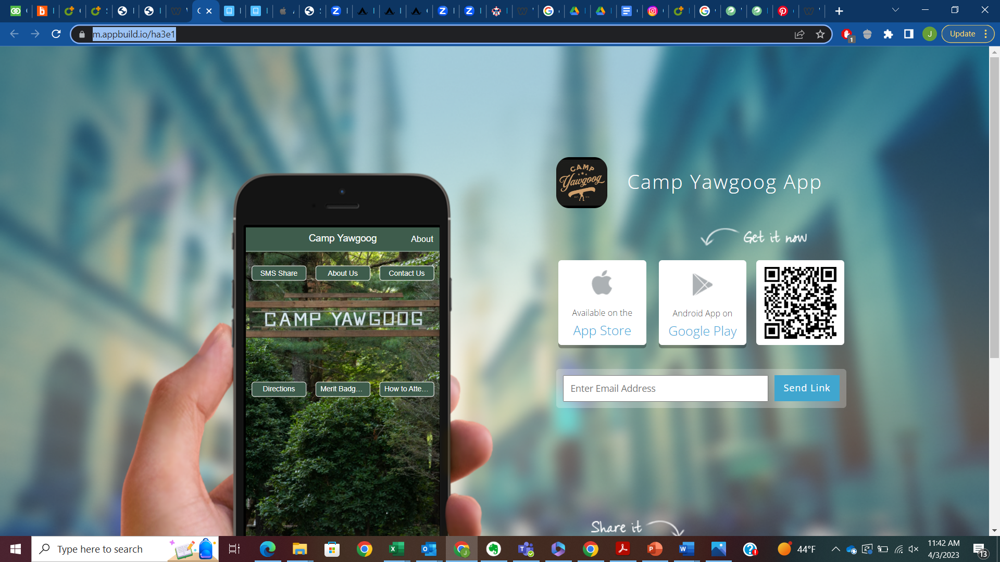 m.appbuild.io/ha3e1
1
J
Update
CAMP
Yawgoog
Camp Yawgoog App
Get it now
Camp Yawgoog
About
SMS Share
About Us
Contact Us
CAMP YAWGOOG
Available on the
App Store
Android App on
Google Play
Directions
Merit Badg...
How to Atte...
Enter Email Address
Send Link
Share it
Type here to search
44°F
11:42 AM
4/3/2023
13